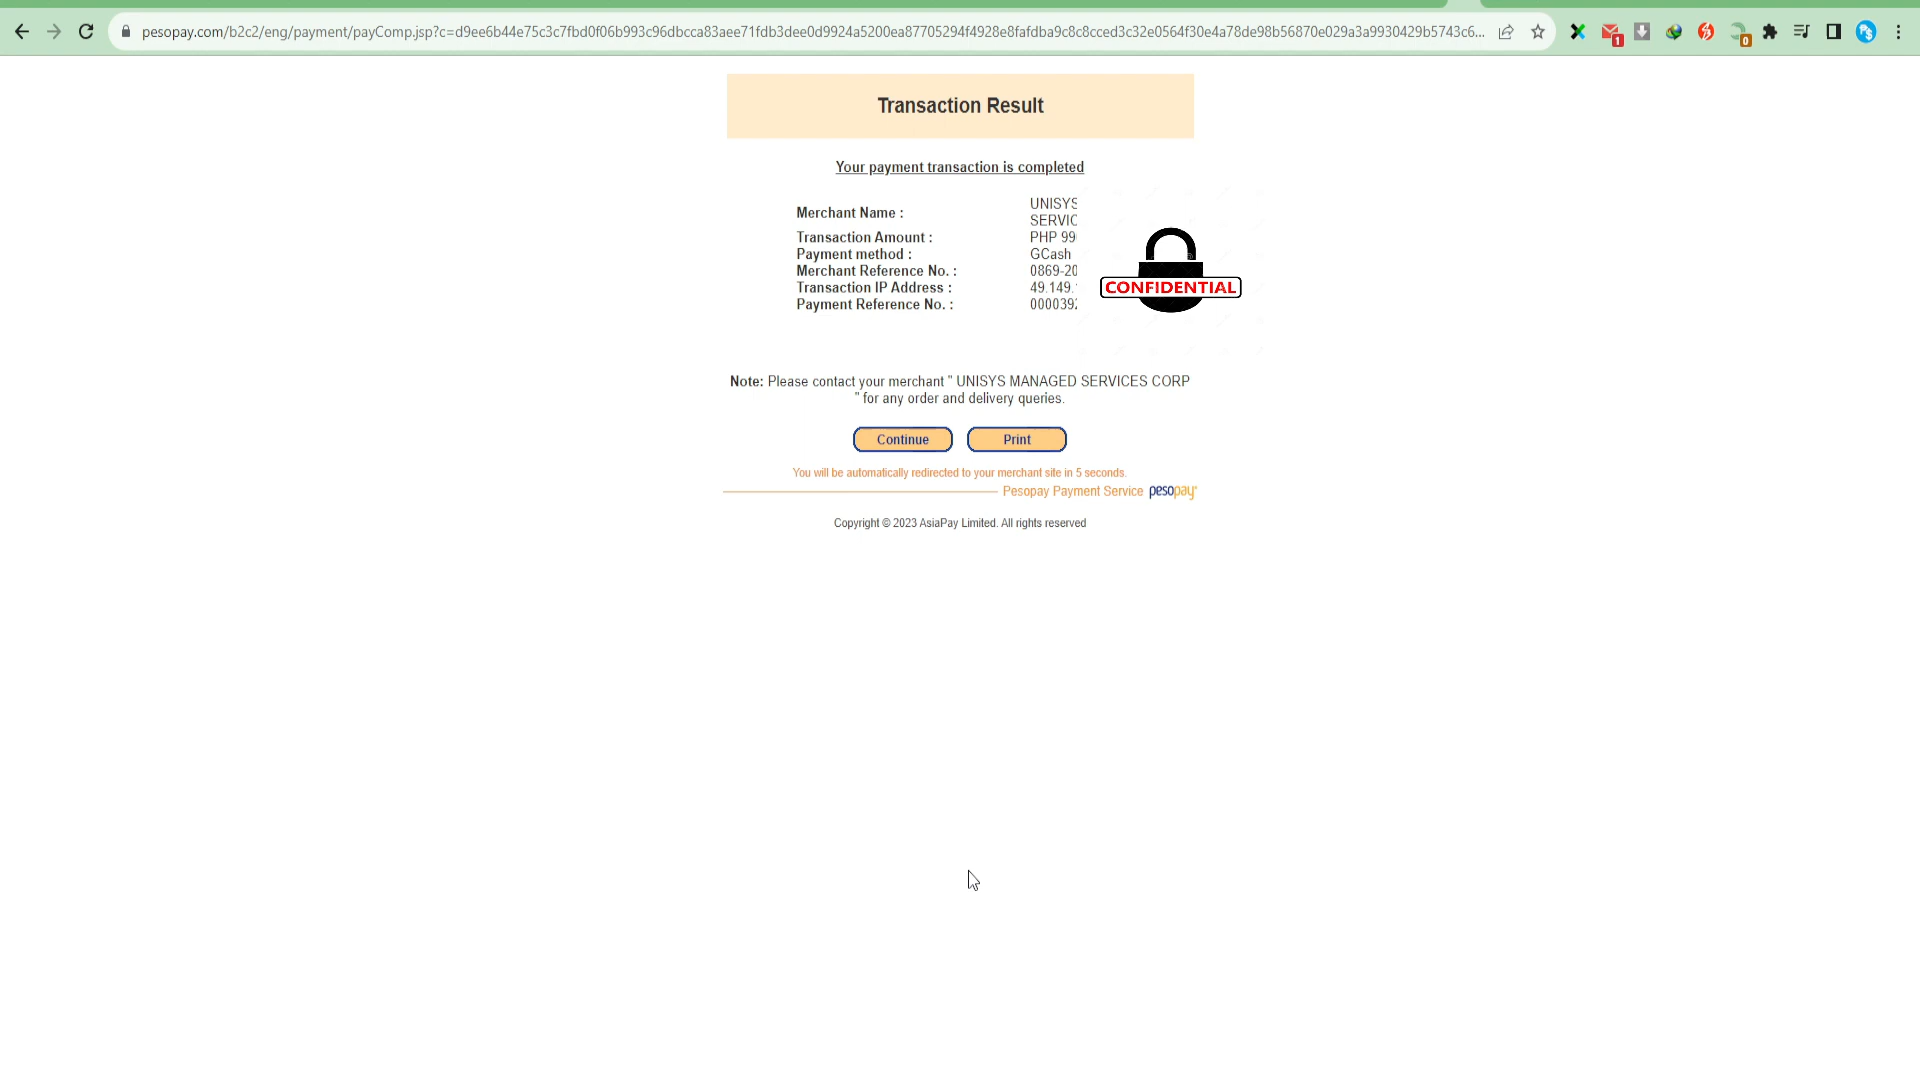 pesopay.com/b2c2/eng/payment/payComp.jsp?c=d9ee6b44e75c3c7fbd0f06b993c96dbcca83aee71fdb3dee0d9924a5200ea87705294f4928e8fafdba9c8c8cced3c32e0564f30e4a78de98b56870e029a3a9930429b5743c6...
1
0
Transaction Result
Your payment transaction is completed
Merchant Name : UNISYS
SERVIC
Transaction Amount : PHP 99
Payment method : GCash
Merchant Reference No. : 0869-20
Transaction IP Address : 49.149.
Payment Reference No. : 000039
CONFIDENTIAL
Note: Please contact your merchant " UNISYS MANAGED SERVICES CORP
" for any order and delivery queries.
Continue Print
You will be automatically redirected to your merchant site in 5 seconds.
Pesopay Payment Service pesopay
Copyright © 2023 AsiaPay Limited. All rights reserved